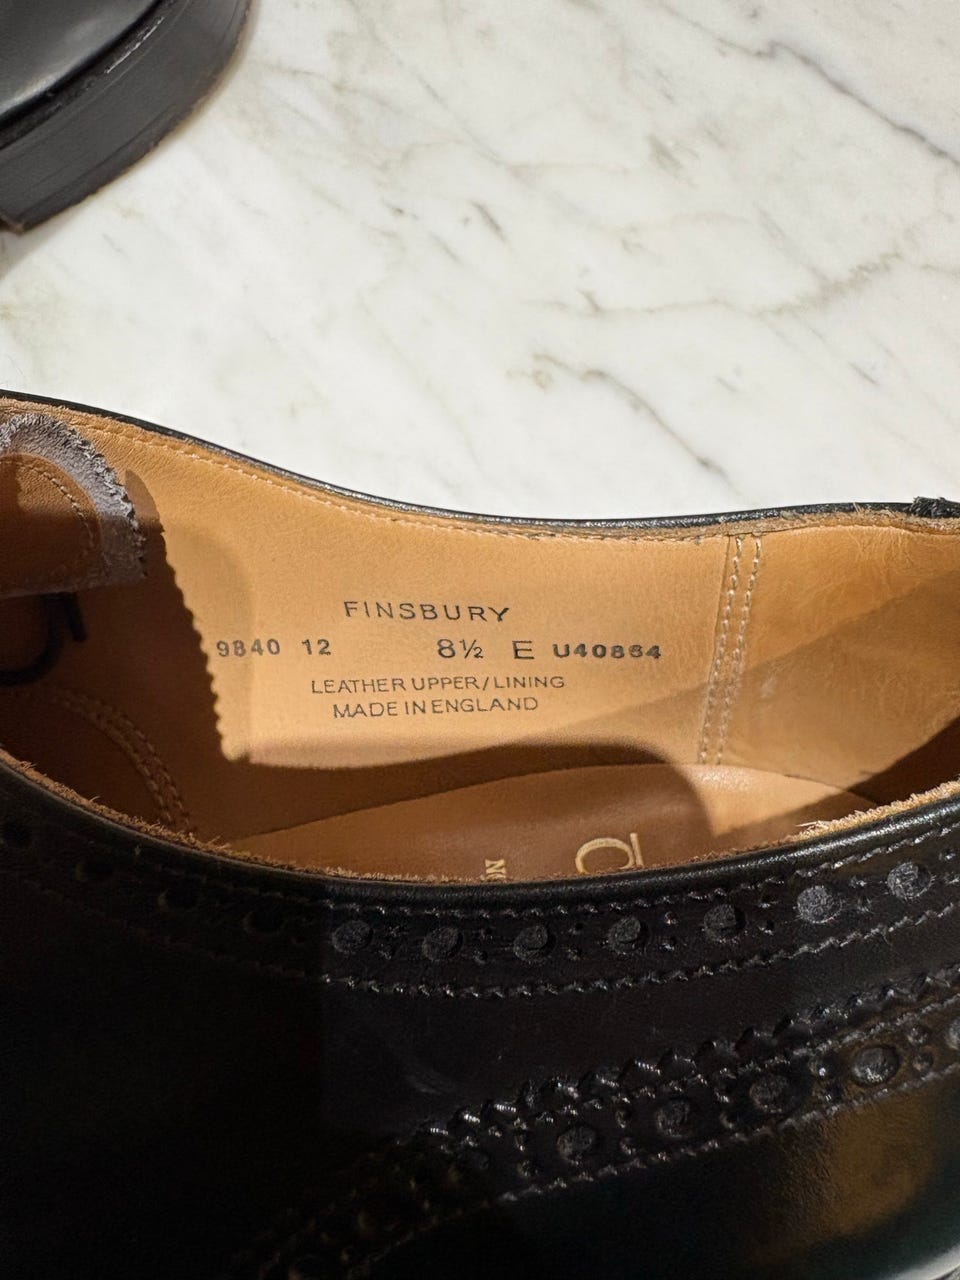 FINSBURY
9840 12 8½ E U40864
LEATHER UPPER/LINING
MADE IN ENGLAND